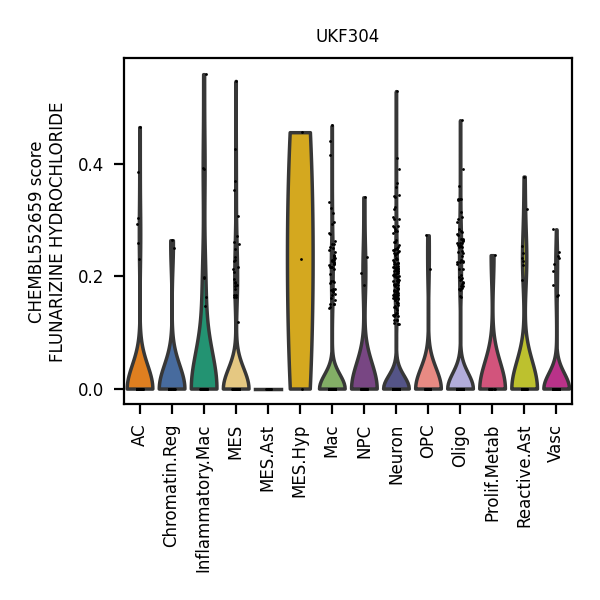 UKF304
CHEMBL552659 score
FLUNARIZINE HYDROCHLORIDE
0.4
0.2
0.0
AC
Chromatin.Reg
Inflammatory.Mac
MES
MES.Ast
MES.Hyp
Mac
NPC
Neuron
OPC
Oligo
Prolif.Metab
Reactive.Ast
Vasc